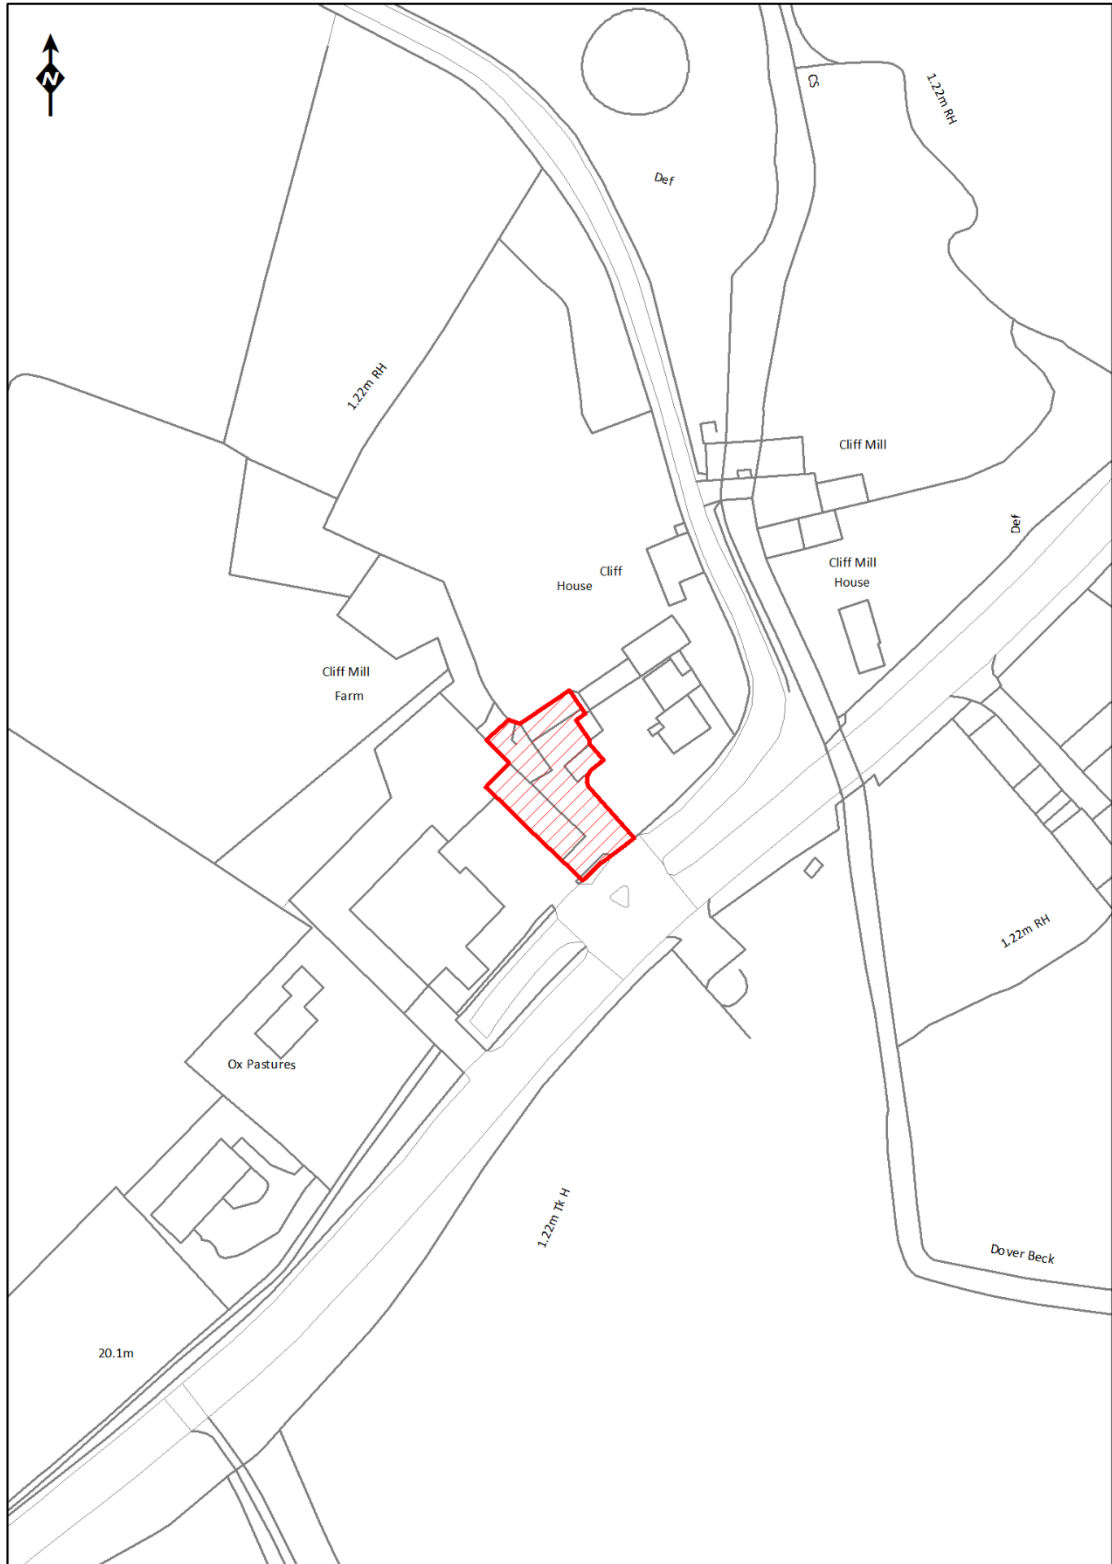 N
CS
1.22m RH
Def
1.22m RH
Cliff Mill
Def
Cliff Mill
House
Cliff
House
Cliff Mill
Farm
1.22m RH
Ox Pastures
1.22m Tk H
Dover Beck
20.1m